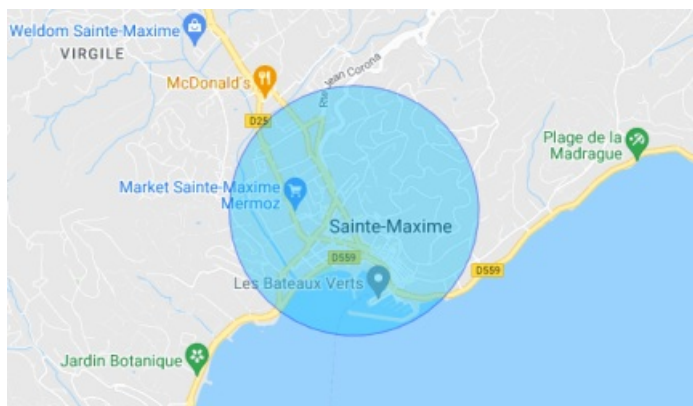 Weldom Sainte-Maxime
VIRGILE
McDonald's
Rue Jean Corona
D25
Plage de la
Madrague
Market Sainte-Maxime
Mermoz
Sainte-Maxime
D559
D559
Les Bateaux Verts
Jardin Botanique